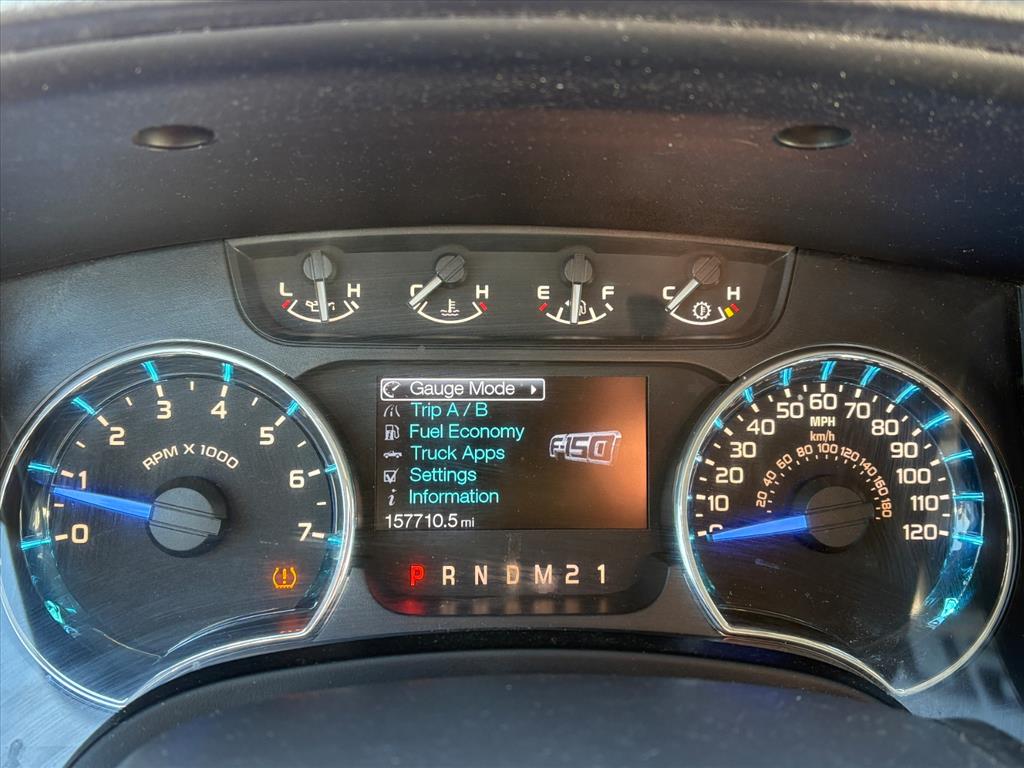 L H
C H
E F
C H
0 1 2 3 4 5 6 7
RPM X 1000
Gauge Mode
Trip A / B
Fuel Economy
Truck Apps
Settings
Information
157710.5 mi
F150
P R N D M 2 1
0 10 20 30 40 50 60 70 80 90 100 110 120
MPH
km/h
20 40 60 80 100 120 140 160 180